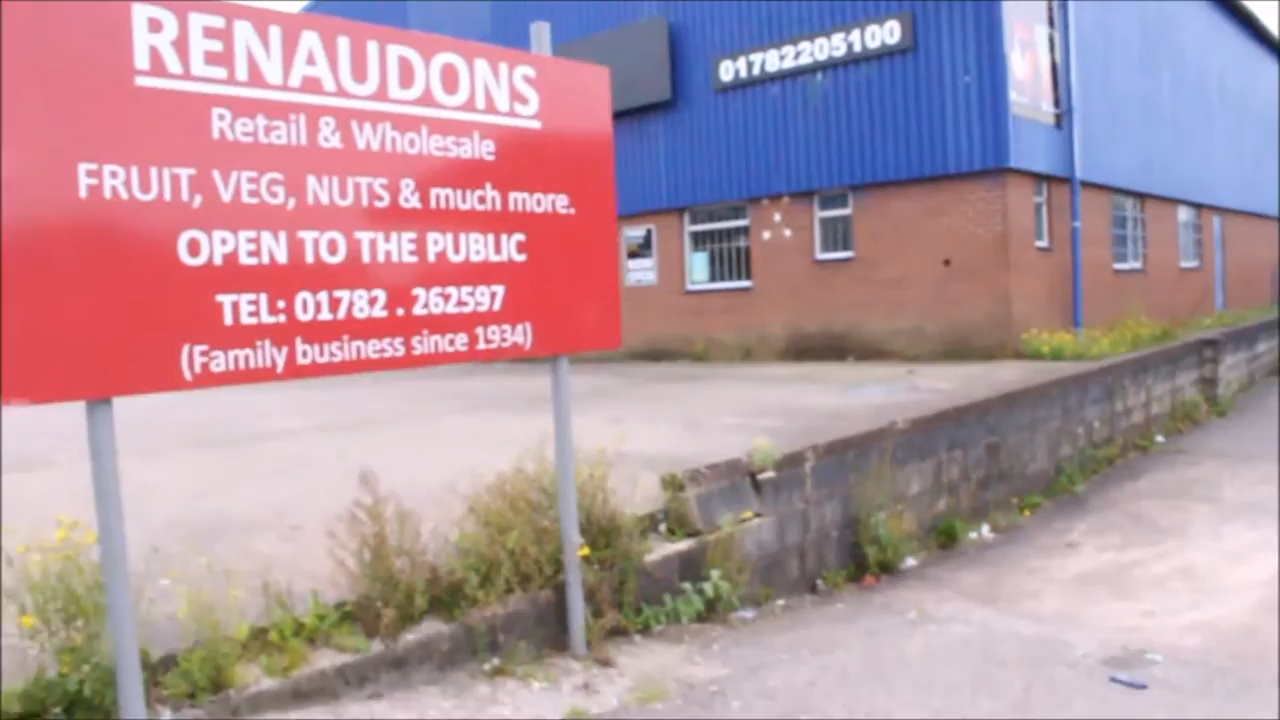 RENAUDONS
Retail & Wholesale
FRUIT, VEG, NUTS & much more.
OPEN TO THE PUBLIC
TEL: 01782 . 262597
(Family business since 1934)
01782205100